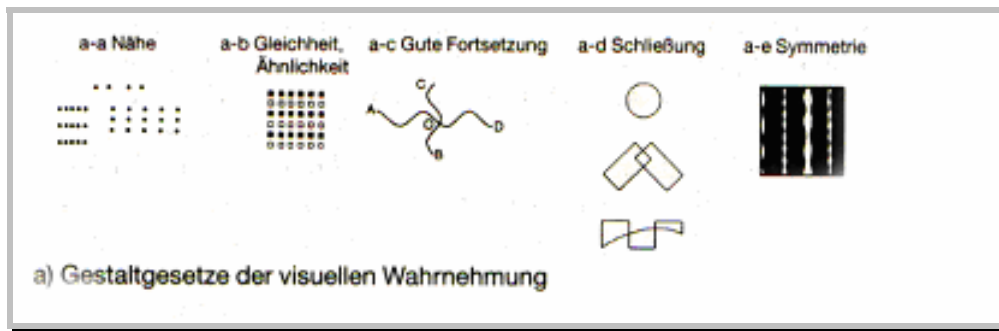 a-a Nähe
a-b Gleichheit,
Ähnlichkeit
a-c Gute Fortsetzung
a-d Schließung
a-e Symmetrie
C
A
O
D
B
a) Gestaltgesetze der visuellen Wahrnehmung